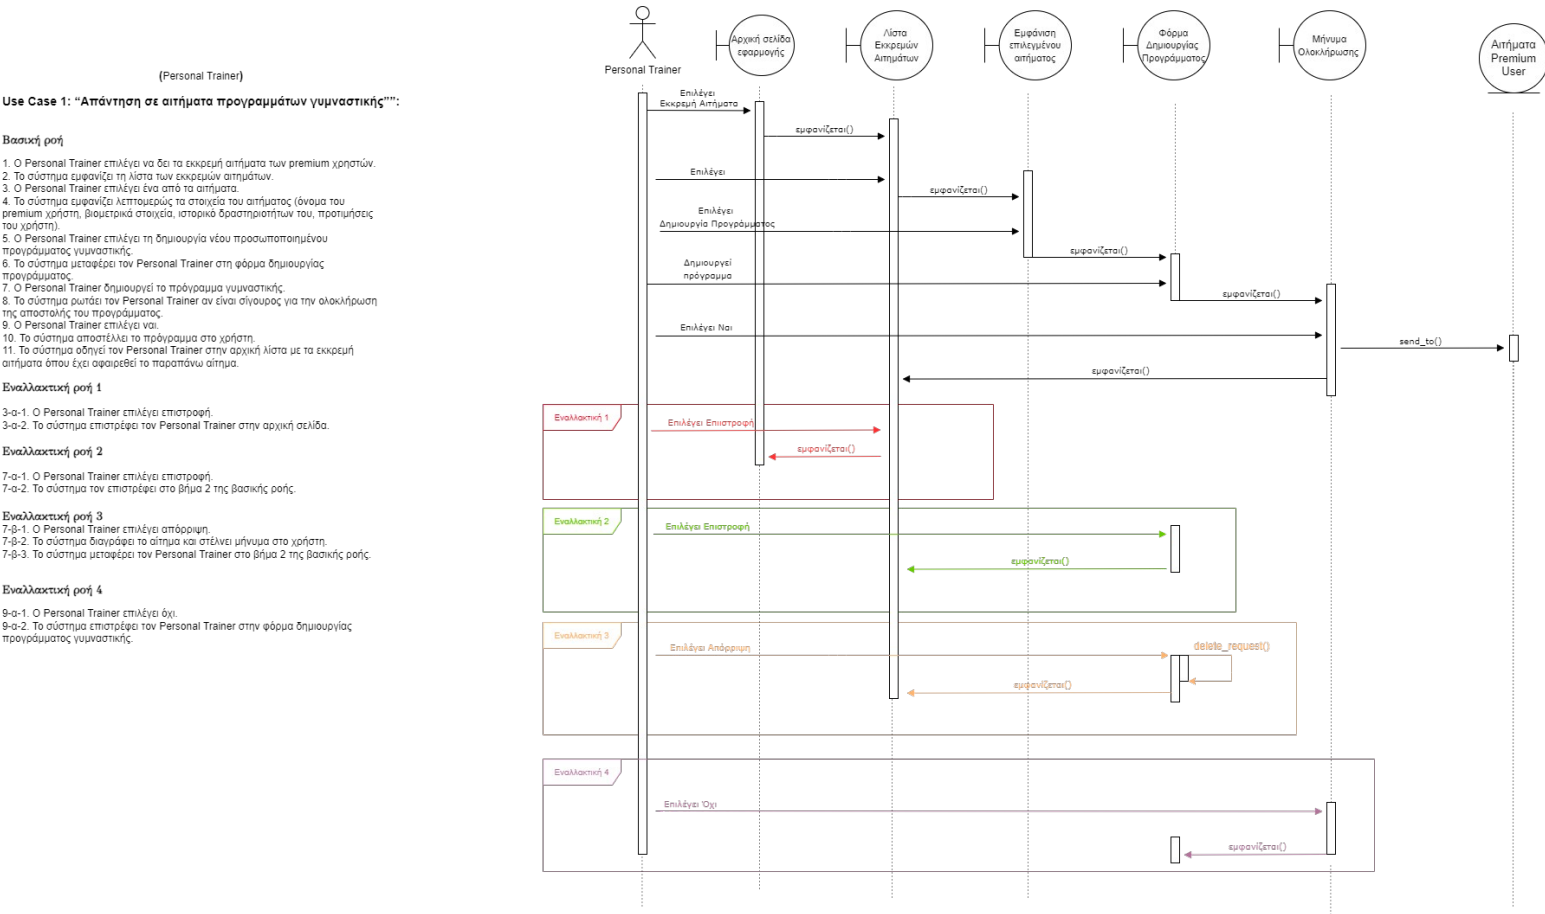 (Personal Trainer)
Use Case 1: “Απάντηση σε αιτήματα προγραμμάτων γυμναστικής””:
Βασική ροή
1. Ο Personal Trainer επιλέγει να δει τα εκκρεμή αιτήματα των premium χρηστών.
2. Το σύστημα εμφανίζει τη λίστα των εκκρεμών αιτημάτων.
3. Ο Personal Trainer επιλέγει ένα από τα αιτήματα.
4. Το σύστημα εμφανίζει λεπτομερώς τα στοιχεία του αιτήματος (όνομα του
premium χρήστη, βιομετρικά στοιχεία, ιστορικό δραστηριοτήτων του, προτιμήσεις
του χρήστη).
5. Ο Personal Trainer επιλέγει τη δημιουργία νέου προσωποποιημένου
προγράμματος γυμναστικής.
6. Το σύστημα μεταφέρει τον Personal Trainer στη φόρμα δημιουργίας
προγράμματος.
7. Ο Personal Trainer δημιουργεί το πρόγραμμα γυμναστικής.
8. Το σύστημα ρωτάει τον Personal Trainer αν είναι σίγουρος για την ολοκλήρωση
της αποστολής του προγράμματος.
9. Ο Personal Trainer επιλέγει ναι.
10. Το σύστημα αποστέλλει το πρόγραμμα στο χρήστη.
11. Το σύστημα οδηγεί τον Personal Trainer στην αρχική λίστα με τα εκκρεμή
αιτήματα όπου έχει αφαιρεθεί το παραπάνω αίτημα.
Εναλλακτική ροή 1
3-α-1. Ο Personal Trainer επιλέγει επιστροφή.
3-α-2. Το σύστημα επιστρέφει τον Personal Trainer στην αρχική σελίδα.
Εναλλακτική ροή 2
7-α-1. Ο Personal Trainer επιλέγει επιστροφή.
7-α-2. Το σύστημα τον επιστρέφει στο βήμα 2 της βασικής ροής.
Εναλλακτική ροή 3
7-β-1. Ο Personal Trainer επιλέγει απόρριψη.
7-β-2. Το σύστημα διαγράφει το αίτημα και στέλνει μήνυμα στο χρήστη.
7-β-3. Το σύστημα μεταφέρει τον Personal Trainer στο βήμα 2 της βασικής ροής.
Εναλλακτική ροή 4
9-α-1. Ο Personal Trainer επιλέγει όχι.
9-α-2. Το σύστημα επιστρέφει τον Personal Trainer στην φόρμα δημιουργίας
προγράμματος γυμναστικής.
Personal Trainer
Αρχική σελίδα
εφαρμογής
Λίστα
Εκκρεμών
Αιτημάτων
Εμφάνιση
επιλεγμένου
αιτήματος
Φόρμα
Δημιουργίας
Προγράμματος
Μήνυμα
Ολοκλήρωσης
Αιτήματα
Premium
User
Επιλέγει
Εκκρεμή Αιτήματα
εμφανίζεται()
Επιλέγει
εμφανίζεται()
Επιλέγει
Δημιουργία Προγράμματος
εμφανίζεται()
Δημιουργεί
πρόγραμμα
εμφανίζεται()
Επιλέγει Ναι
send_to()
εμφανίζεται()
Εναλλακτική 1
Επιλέγει Επιιστροφή
εμφανίζεται()
Εναλλακτική 2
Επιλέγει Επιστροφή
εμφανίζεται()
Εναλλακτική 3
Επιλέγει Απόρριψη
delete_request()
εμφανίζεται()
Εναλλακτική 4
Επιλέγει Όχι
εμφανίζεται()